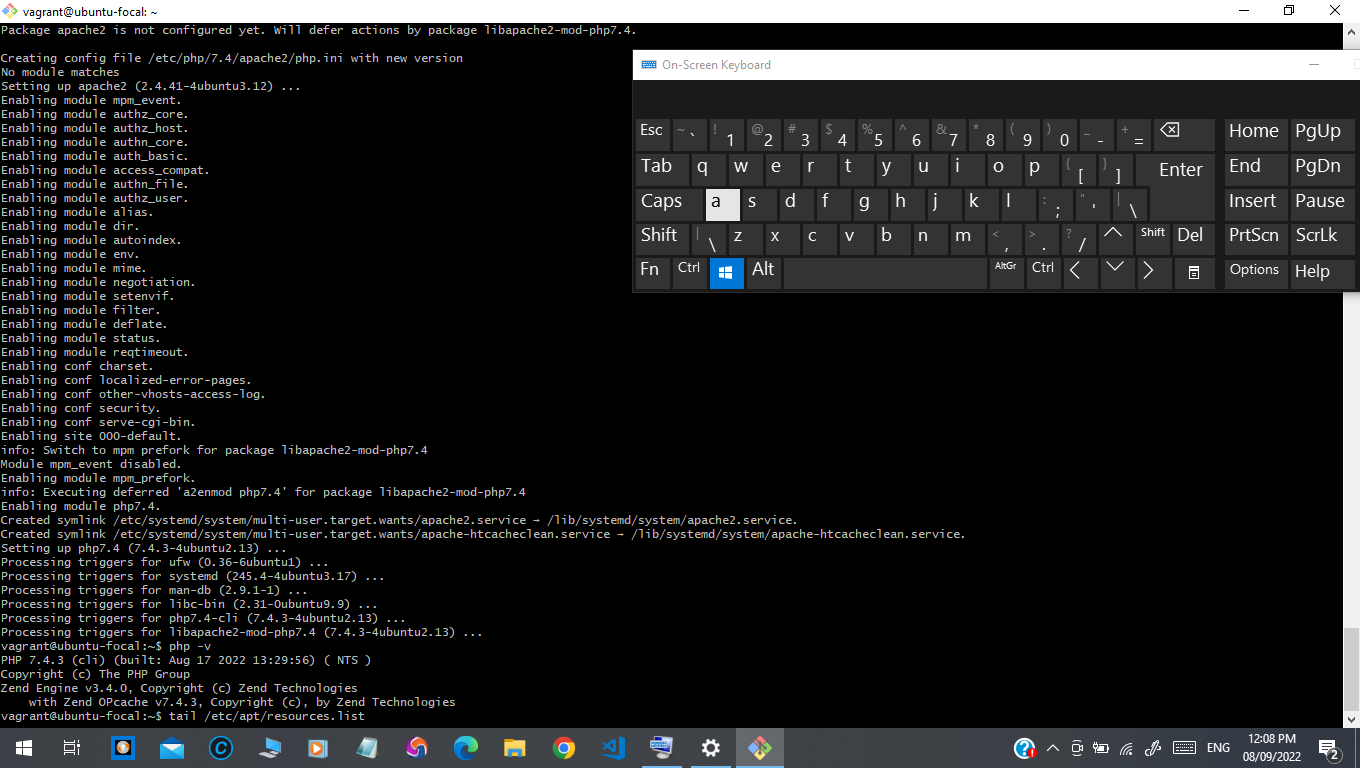 vagrant@ubuntu-focal: ~
Package apache2 is not configured yet. Will defer actions by package libapache2-mod-php7.4.
Creating config file /etc/php/7.4/apache2/php.ini with new version
No module matches
Setting up apache2 (2.4.41-4ubuntu3.12) ...
Enabling module mpm_event.
Enabling module authz_core.
Enabling module authz_host.
Enabling module authn_core.
Enabling module auth_basic.
Enabling module access_compat.
Enabling module authn_file.
Enabling module authz_user.
Enabling module alias.
Enabling module dir.
Enabling module autoindex.
Enabling module env.
Enabling module mime.
Enabling module negotiation.
Enabling module setenvif.
Enabling module filter.
Enabling module deflate.
Enabling module status.
Enabling module reqtimeout.
Enabling conf charset.
Enabling conf localized-error-pages.
Enabling conf other-vhosts-access-log.
Enabling conf security.
Enabling conf serve-cgi-bin.
Enabling site 000-default.
info: Switch to mpm prefork for package libapache2-mod-php7.4
Module mpm_event disabled.
Enabling module mpm_prefork.
info: Executing deferred 'a2enmod php7.4' for package libapache2-mod-php7.4
Enabling module php7.4.
Created symlink /etc/systemd/system/multi-user.target.wants/apache2.service → /lib/systemd/system/apache2.service.
Created symlink /etc/systemd/system/multi-user.target.wants/apache-htcacheclean.service → /lib/systemd/system/apache-htcacheclean.service.
Setting up php7.4 (7.4.3-4ubuntu2.13) ...
Processing triggers for ufw (0.36-6ubuntu1) ...
Processing triggers for systemd (245.4-4ubuntu3.17) ...
Processing triggers for man-db (2.9.1-1) ...
Processing triggers for libc-bin (2.31-0ubuntu9.9) ...
Processing triggers for php7.4-cli (7.4.3-4ubuntu2.13) ...
Processing triggers for libapache2-mod-php7.4 (7.4.3-4ubuntu2.13) ...
vagrant@ubuntu-focal:~$ php -v
PHP 7.4.3 (cli) (built: Aug 17 2022 13:29:56) ( NTS )
Copyright (c) The PHP Group
Zend Engine v3.4.0, Copyright (c) Zend Technologies
    with Zend OPcache v7.4.3, Copyright (c), by Zend Technologies
vagrant@ubuntu-focal:~$ tail /etc/apt/resources.list
On-Screen Keyboard
Esc ~ ` ! 1 @ 2 # 3 $ 4 % 5 ^ 6 & 7 * 8 ( 9 ) 0 _ - + = Home PgUp
Tab q w e r t y u i o p { [ } ] Enter End PgDn
Caps a s d f g h j k l : ; " ' | \ Insert Pause
Shift | \ z x c v b n m < , > . ? / Shift Del PrtScn ScrLk
Fn Ctrl Alt AltGr Ctrl Options Help
ENG
12:08 PM
08/09/2022
2